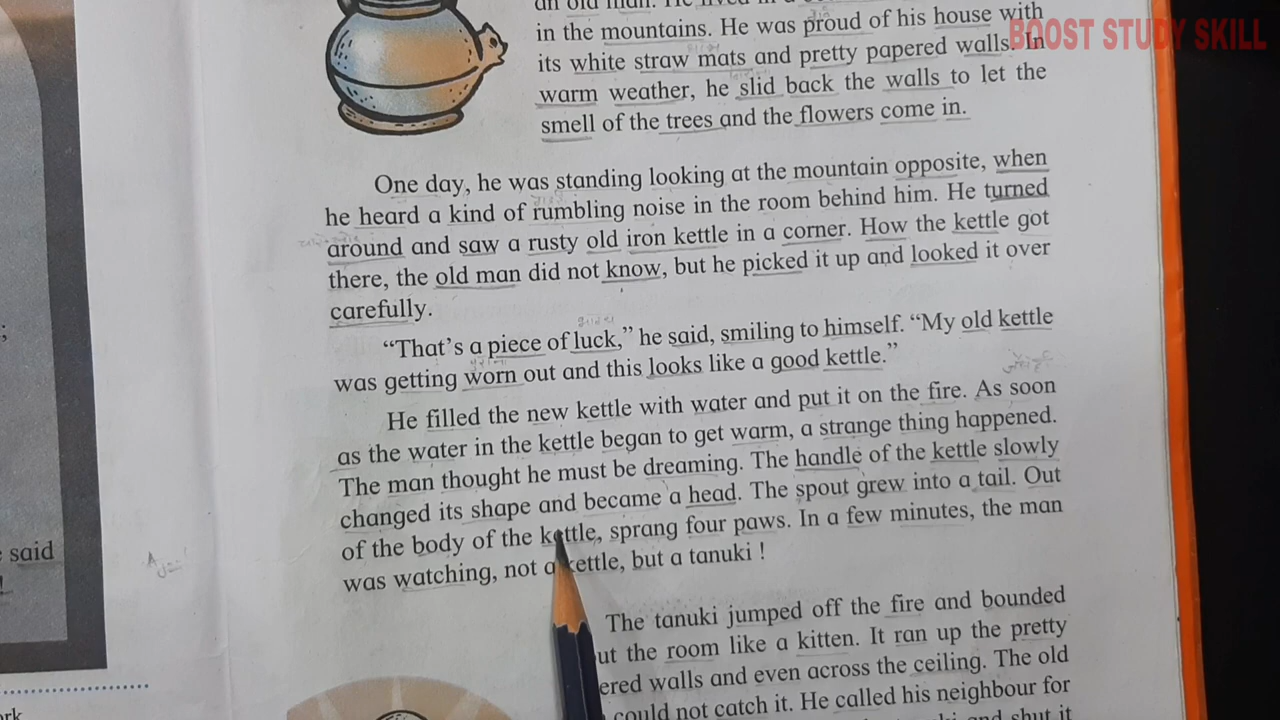 BOOST STUDY SKILL
an old man. He lived in a
in the mountains. He was proud of his house with
its white straw mats and pretty papered walls. In
warm weather, he slid back the walls to let the
smell of the trees and the flowers come in.
One day, he was standing looking at the mountain opposite, when
he heard a kind of rumbling noise in the room behind him. He turned
around and saw a rusty old iron kettle in a corner. How the kettle got
there, the old man did not know, but he picked it up and looked it over
carefully.
“That’s a piece of luck,” he said, smiling to himself. “My old kettle
was getting worn out and this looks like a good kettle.”
He filled the new kettle with water and put it on the fire. As soon
as the water in the kettle began to get warm, a strange thing happened.
The man thought he must be dreaming. The handle of the kettle slowly
changed its shape and became a head. The spout grew into a tail. Out
of the body of the kettle, sprang four paws. In a few minutes, the man
was watching, not a kettle, but a tanuki !
The tanuki jumped off the fire and bounded
ut the room like a kitten. It ran up the pretty
ered walls and even across the ceiling. The old
could not catch it. He called his neighbour for
and shut it
said